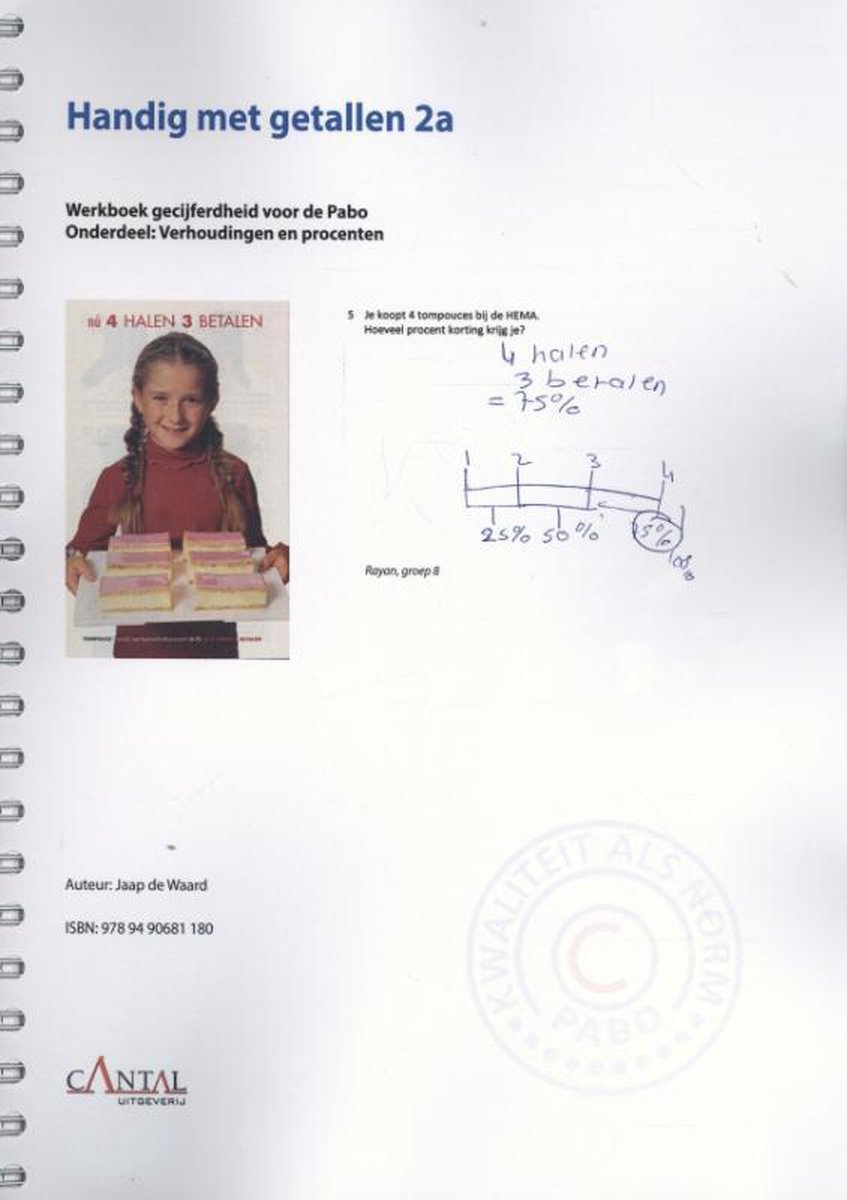 Handig met getallen 2a
Werkboek gecijferdheid voor de Pabo
Onderdeel: Verhoudingen en procenten
nú 4 HALEN 3 BETALEN
5 Je koopt 4 tompouces bij de HEMA.
Hoeveel procent korting krijg je?
4 halen
3 betalen
= 75%
1 2 3 4
25% 50% 75%
Rayan, groep 8
Auteur: Jaap de Waard
ISBN: 978 94 90681 180
KWALITEIT ALS NORM
C
PABO
CANTAL
UITGEVERIJ